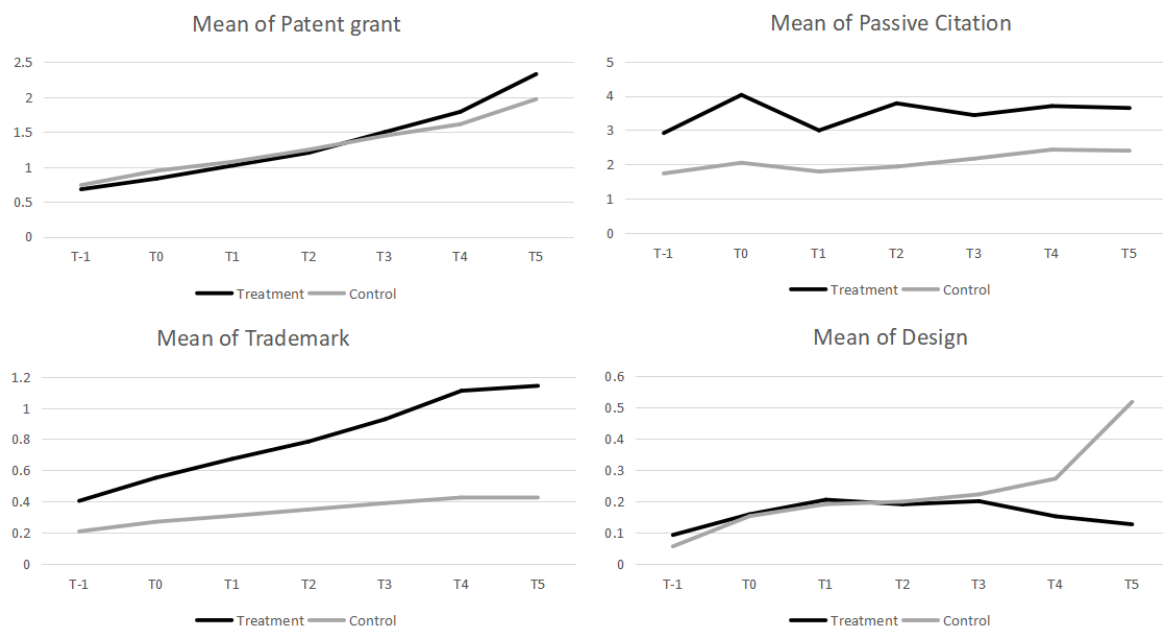 Mean of Patent grant
2.5
2
1.5
1
0.5
0
T-1 T0 T1 T2 T3 T4 T5
Treatment Control
Mean of Passive Citation
5
4
3
2
1
0
T-1 T0 T1 T2 T3 T4 T5
Treatment Control
Mean of Trademark
1.2
1
0.8
0.6
0.4
0.2
0
T-1 T0 T1 T2 T3 T4 T5
Treatment Control
Mean of Design
0.6
0.5
0.4
0.3
0.2
0.1
0
T-1 T0 T1 T2 T3 T4 T5
Treatment Control